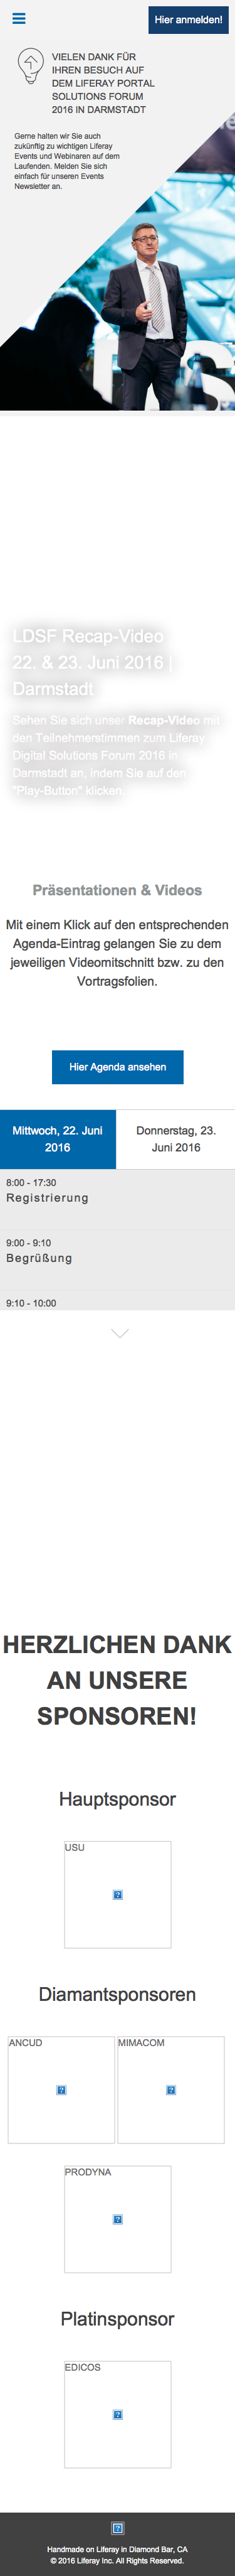 Hier anmelden!
VIELEN DANK FÜR
IHREN BESUCH AUF
DEM LIFERAY PORTAL
SOLUTIONS FORUM
2016 IN DARMSTADT
Gerne halten wir Sie auch
zukünftig zu wichtigen Liferay
Events und Webinaren auf dem
Laufenden. Melden Sie sich
einfach für unseren Events
Newsletter an.
LDSF Recap-Video
22. & 23. Juni 2016 |
Darmstadt
Sehen Sie sich unser Recap-Video mit
den Teilnehmerstimmen zum Liferay
Digital Solutions Forum 2016 in
Darmstadt an, indem Sie auf den
"Play-Button" klicken.
Präsentationen & Videos
Mit einem Klick auf den entsprechenden
Agenda-Eintrag gelangen Sie zu dem
jeweiligen Videomitschnitt bzw. zu den
Vortragsfolien.
Hier Agenda ansehen
Mittwoch, 22. Juni
2016
Donnerstag, 23.
Juni 2016
8:00 - 17:30
Registrierung
9:00 - 9:10
Begrüßung
9:10 - 10:00
HERZLICHEN DANK
AN UNSERE
SPONSOREN!
Hauptsponsor
USU
Diamantsponsoren
ANCUD
MIMACOM
PRODYNA
Platinsponsor
EDICOS
Handmade on Liferay in Diamond Bar, CA
© 2016 Liferay Inc. All Rights Reserved.